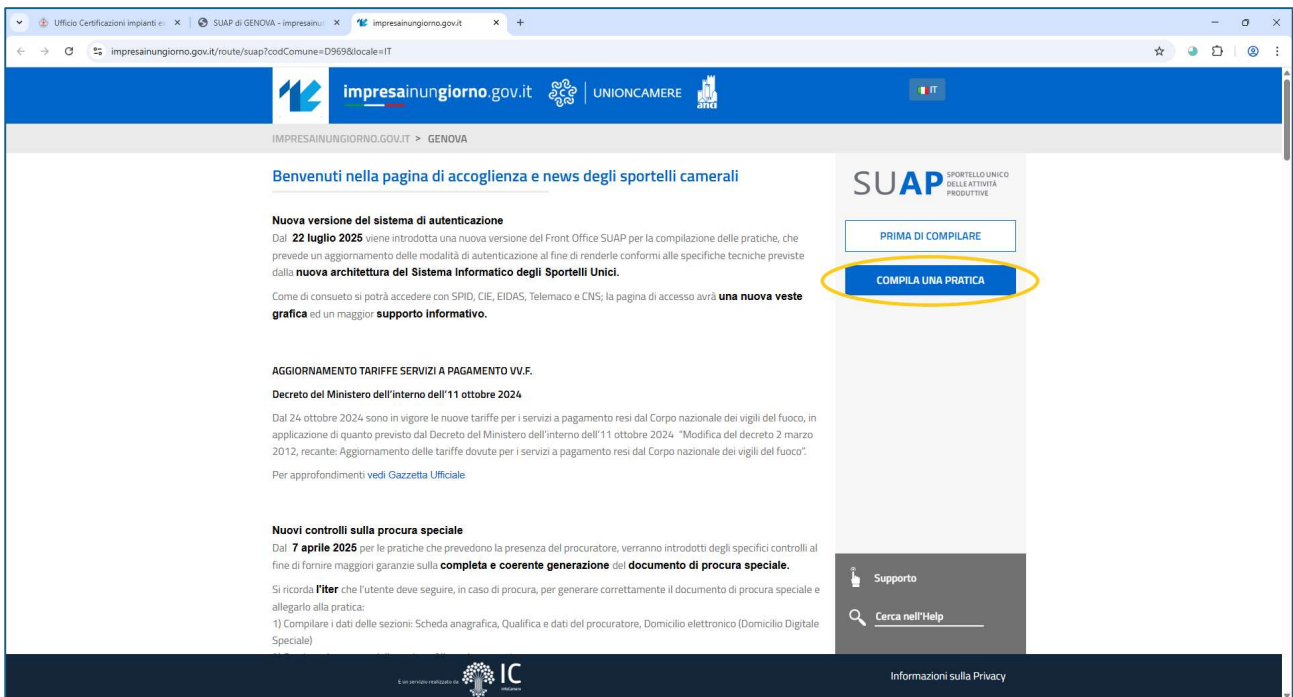 Ufficio Certificazioni impianti es
SUAP di GENOVA - impresainun
impresainungiorno.gov.it
impresainungiorno.gov.it/route/suap?codComune=D969&locale=IT
impresainungiorno.gov.it
UNIONCAMERE
anci
IT
IMPRESAINUNGIORNO.GOV.IT > GENOVA
Benvenuti nella pagina di accoglienza e news degli sportelli camerali
Nuova versione del sistema di autenticazione
Dal 22 luglio 2025 viene introdotta una nuova versione del Front Office SUAP per la compilazione delle pratiche, che
prevede un aggiornamento delle modalità di autenticazione al fine di renderle conformi alle specifiche tecniche previste
dalla nuova architettura del Sistema Informatico degli Sportelli Unici.
Come di consueto si potrà accedere con SPID, CIE, EIDAS, Telemaco e CNS; la pagina di accesso avrà una nuova veste
grafica ed un maggior supporto informativo.
AGGIORNAMENTO TARIFFE SERVIZI A PAGAMENTO VV.F.
Decreto del Ministero dell'interno dell'11 ottobre 2024
Dal 24 ottobre 2024 sono in vigore le nuove tariffe per i servizi a pagamento resi dal Corpo nazionale dei vigili del fuoco, in
applicazione di quanto previsto dal Decreto del Ministero dell'interno dell'11 ottobre 2024 "Modifica del decreto 2 marzo
2012, recante: Aggiornamento delle tariffe dovute per i servizi a pagamento resi dal Corpo nazionale dei vigili del fuoco".
Per approfondimenti vedi Gazzetta Ufficiale
Nuovi controlli sulla procura speciale
Dal 7 aprile 2025 per le pratiche che prevedono la presenza del procuratore, verranno introdotti degli specifici controlli al
fine di fornire maggiori garanzie sulla completa e coerente generazione del documento di procura speciale.
Si ricorda l'iter che l'utente deve seguire, in caso di procura, per generare correttamente il documento di procura speciale e
allegarlo alla pratica:
1) Compilare i dati delle sezioni: Scheda anagrafica, Qualifica e dati del procuratore, Domicilio elettronico (Domicilio Digitale
Speciale)
SUAP
SPORTELLO UNICO
DELLE ATTIVITÀ
PRODUTTIVE
PRIMA DI COMPILARE
COMPILA UNA PRATICA
Supporto
Cerca nell'Help
È un servizio realizzato da
IC
InfoCamere
Informazioni sulla Privacy